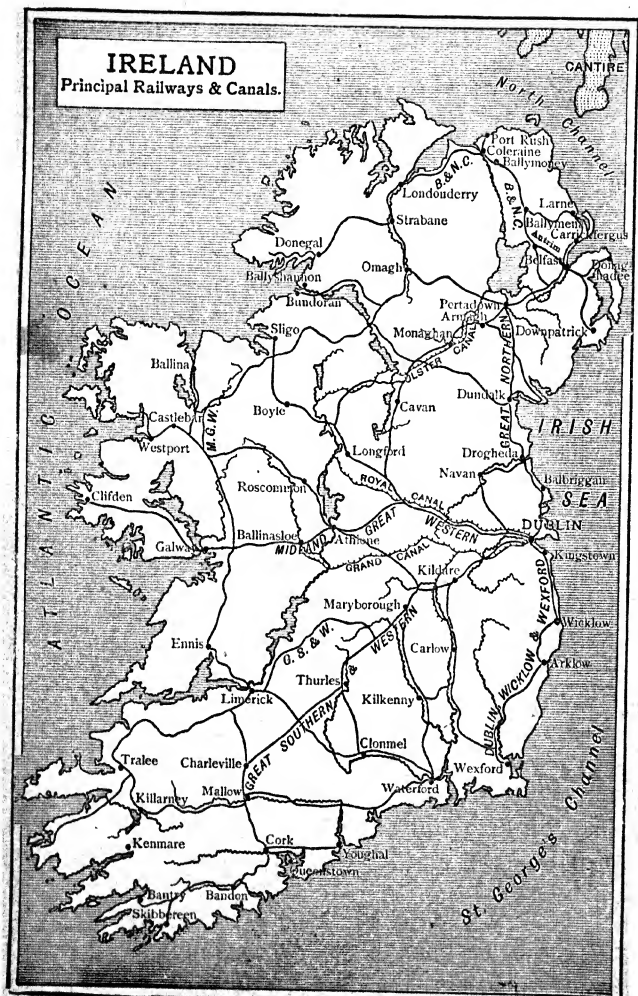 IRELAND
Principal Railways & Canals.
CANTIRE
North Channel
Port Rush
Coleraine
Ballymoney
B.&N.C.
Londonderry
B.&N.C.
Larne
Strabane
Carrickfergus
Antrim
Donegal
Belfast
Omagh
Ballyshannon
Bundoran
Portadown
Armagh
Sligo
Monaghan
Downpatrick
ULSTER CANAL
Ballina
Dundalk
GREAT NORTHERN
Boyle
Cavan
Castlebar
M.G.W.
IRISH SEA
Westport
Longford
Drogheda
Navan
Balbriggan
Roscommon
ROYAL CANAL
Clifden
DUBLIN
Ballinasloe
Athlone
MIDLAND GREAT WESTERN
Galway
Kingstown
GRAND CANAL
Kildare
ATLANTIC OCEAN
Maryborough
Wicklow
Ennis
G.S.&W.
Carlow
Arklow
Thurles
Limerick
Kilkenny
GREAT SOUTHERN & WESTERN
DUBLIN, WICKLOW & WEXFORD
Clonmel
Tralee
Charleville
Wexford
Killarney
Mallow
Waterford
Kenmare
Cork
Youghal
Queenstown
Bantry
Bandon
Skibbereen
St. George's Channel